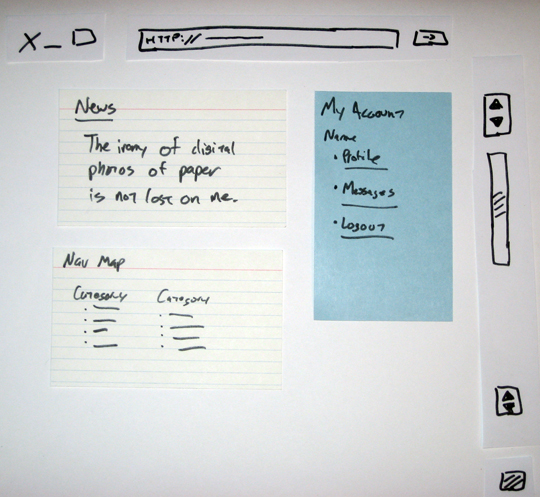 X _ D
HTTP://
News
The irony of digital
photos of paper
is not lost on me.
My Account
Name
• Profile
• Messages
• Logout
Nav Map
Category Category